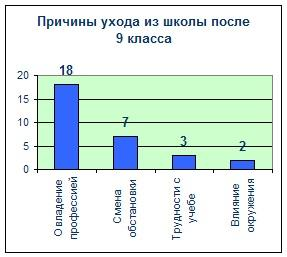 Причины ухода из школы после
9 класса
20
15
10
5
0
18
7
3
2
Овладение
профессией
Смена
обстановки
Трудности с
учебе
Влияние
окружения